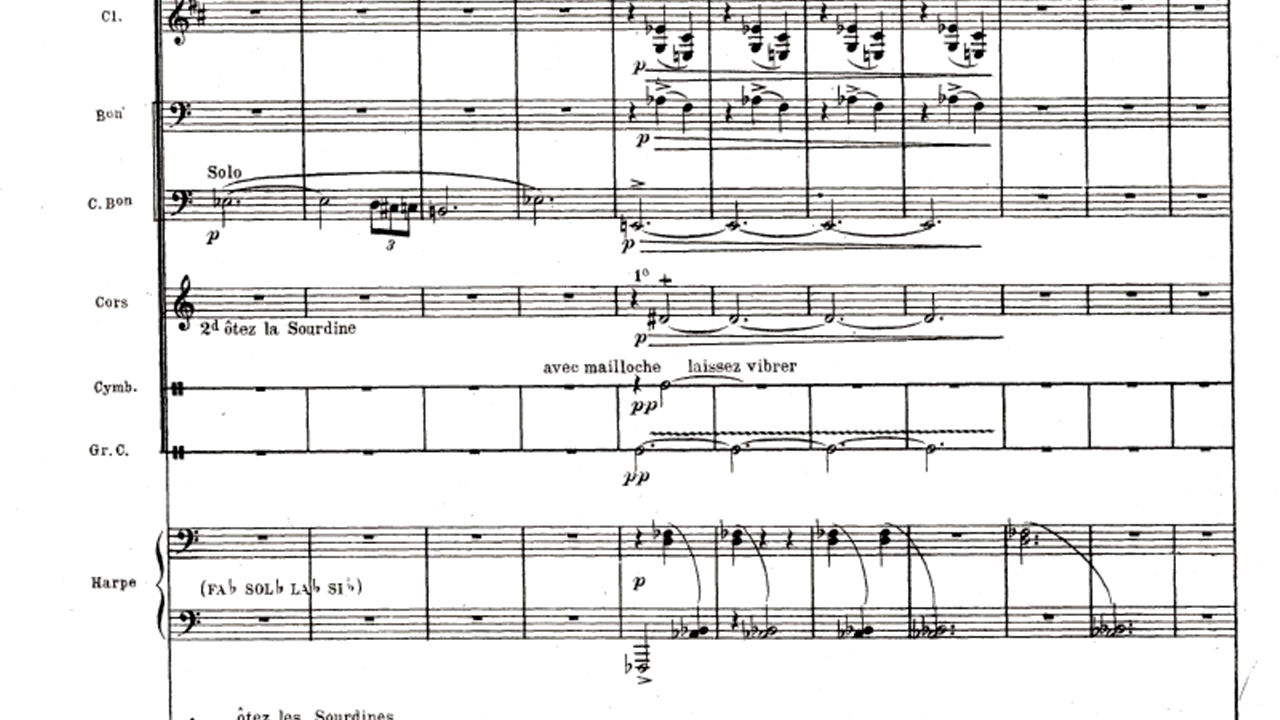 Cl.
p
Bon
p
Solo
C. Bon
p
3
p
1o
Cors
2d ôtez la Sourdine
p
avec mailloche laissez vibrer
Cymb.
pp
Gr. C.
pp
Harpe
p
(FA♭ SOL♭ LA♭ SI♮)
ôtez les Sourdines